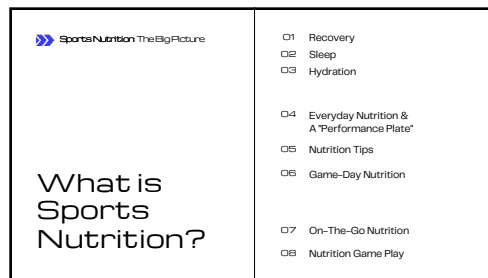 Sports Nutrition The Big Picture
What is
Sports
Nutrition?
01 Recovery
02 Sleep
03 Hydration
04 Everyday Nutrition &
A "Performance Plate"
05 Nutrition Tips
06 Game-Day Nutrition
07 On-The-Go Nutrition
08 Nutrition Game Play